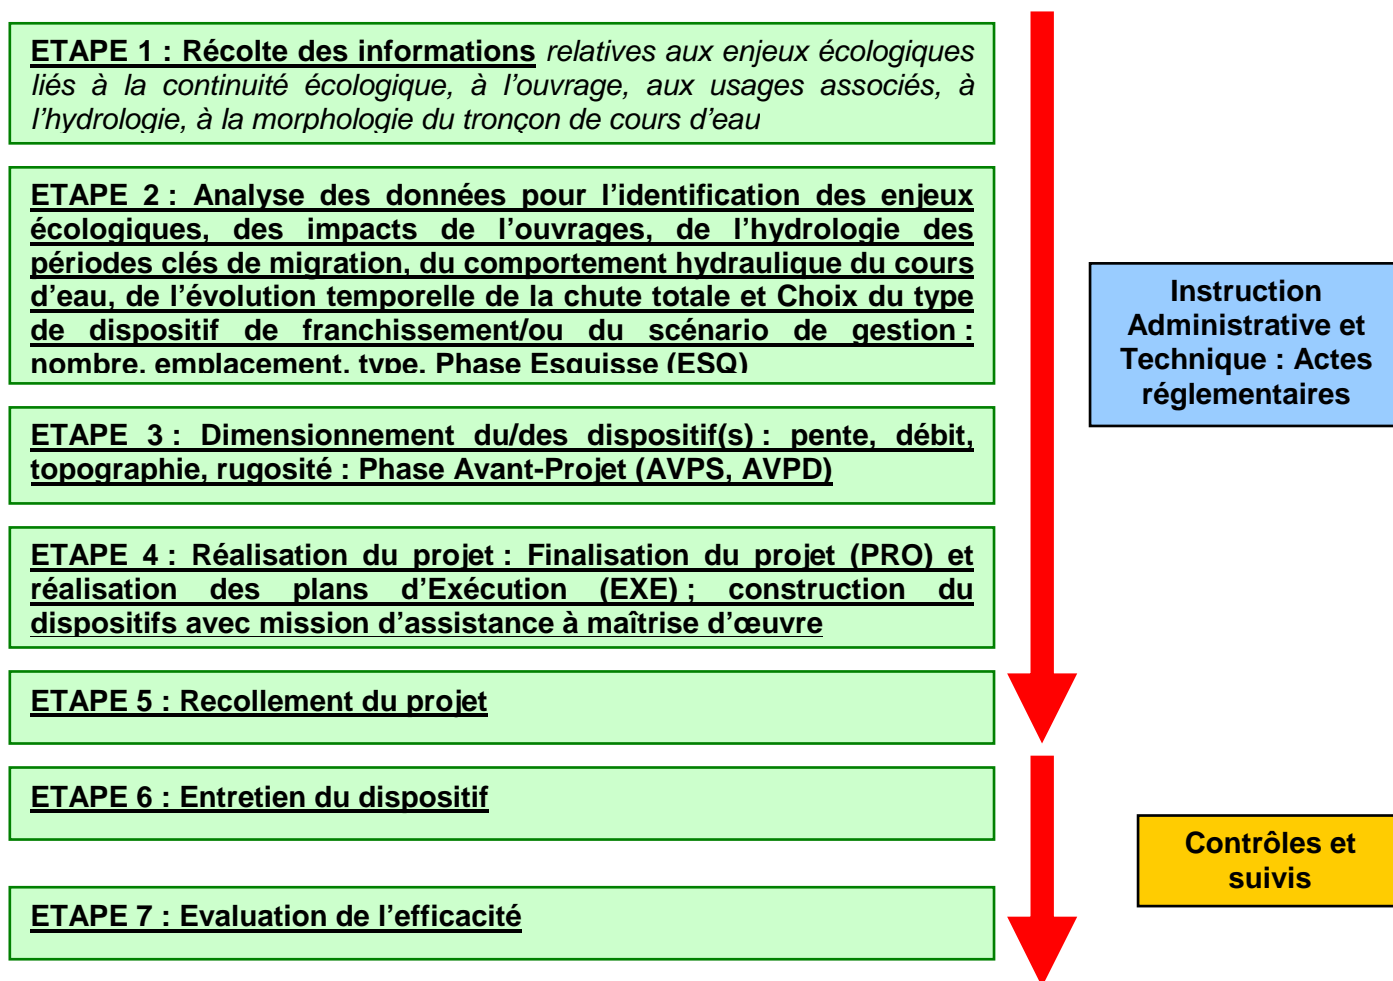 ETAPE 1 : Récolte des informations relatives aux enjeux écologiques
liés à la continuité écologique, à l'ouvrage, aux usages associés, à
l'hydrologie, à la morphologie du tronçon de cours d'eau
ETAPE 2 : Analyse des données pour l'identification des enjeux
écologiques, des impacts de l'ouvrages, de l'hydrologie des
périodes clés de migration, du comportement hydraulique du cours
d'eau, de l'évolution temporelle de la chute totale et Choix du type
de dispositif de franchissement/ou du scénario de gestion :
nombre, emplacement, type. Phase Esquisse (ESQ)
ETAPE 3 : Dimensionnement du/des dispositif(s) : pente, débit,
topographie, rugosité : Phase Avant-Projet (AVPS, AVPD)
ETAPE 4 : Réalisation du projet : Finalisation du projet (PRO) et
réalisation des plans d'Exécution (EXE) ; construction du
dispositifs avec mission d'assistance à maîtrise d'œuvre
ETAPE 5 : Recollement du projet
ETAPE 6 : Entretien du dispositif
ETAPE 7 : Evaluation de l'efficacité
Instruction
Administrative et
Technique : Actes
réglementaires
Contrôles et
suivis